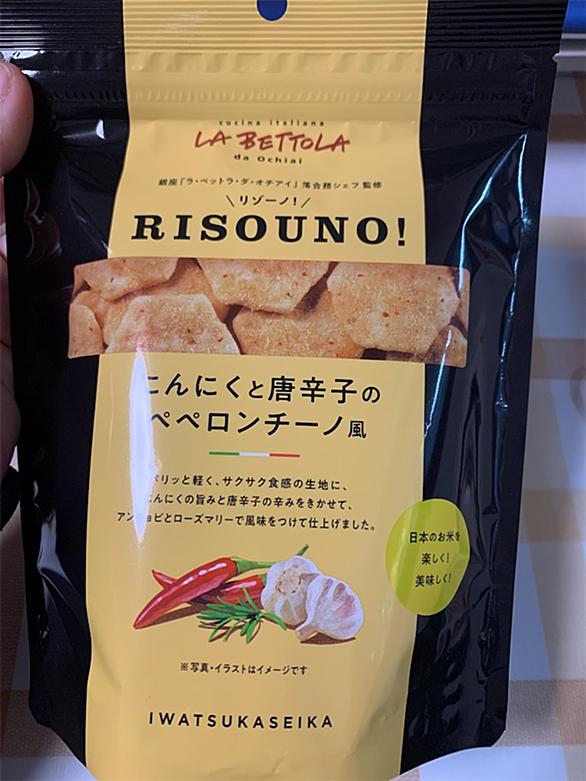 cucina italiana
LA BETTOLA
da Ochiai
銀座「ラ・ベットラ・ダ・オチアイ」落合務シェフ 監修
\ リゾーノ! /
RISOUNO!
にんにくと唐辛子の
ペペロンチーノ風
パリッと軽く、サクサク食感の生地に、
にんにくの旨みと唐辛子の辛みをきかせて、
アンチョビとローズマリーで風味をつけて仕上げました。
日本のお米を
楽しく!
美味しく!
※写真・イラストはイメージです
IWATSUKASEIKA